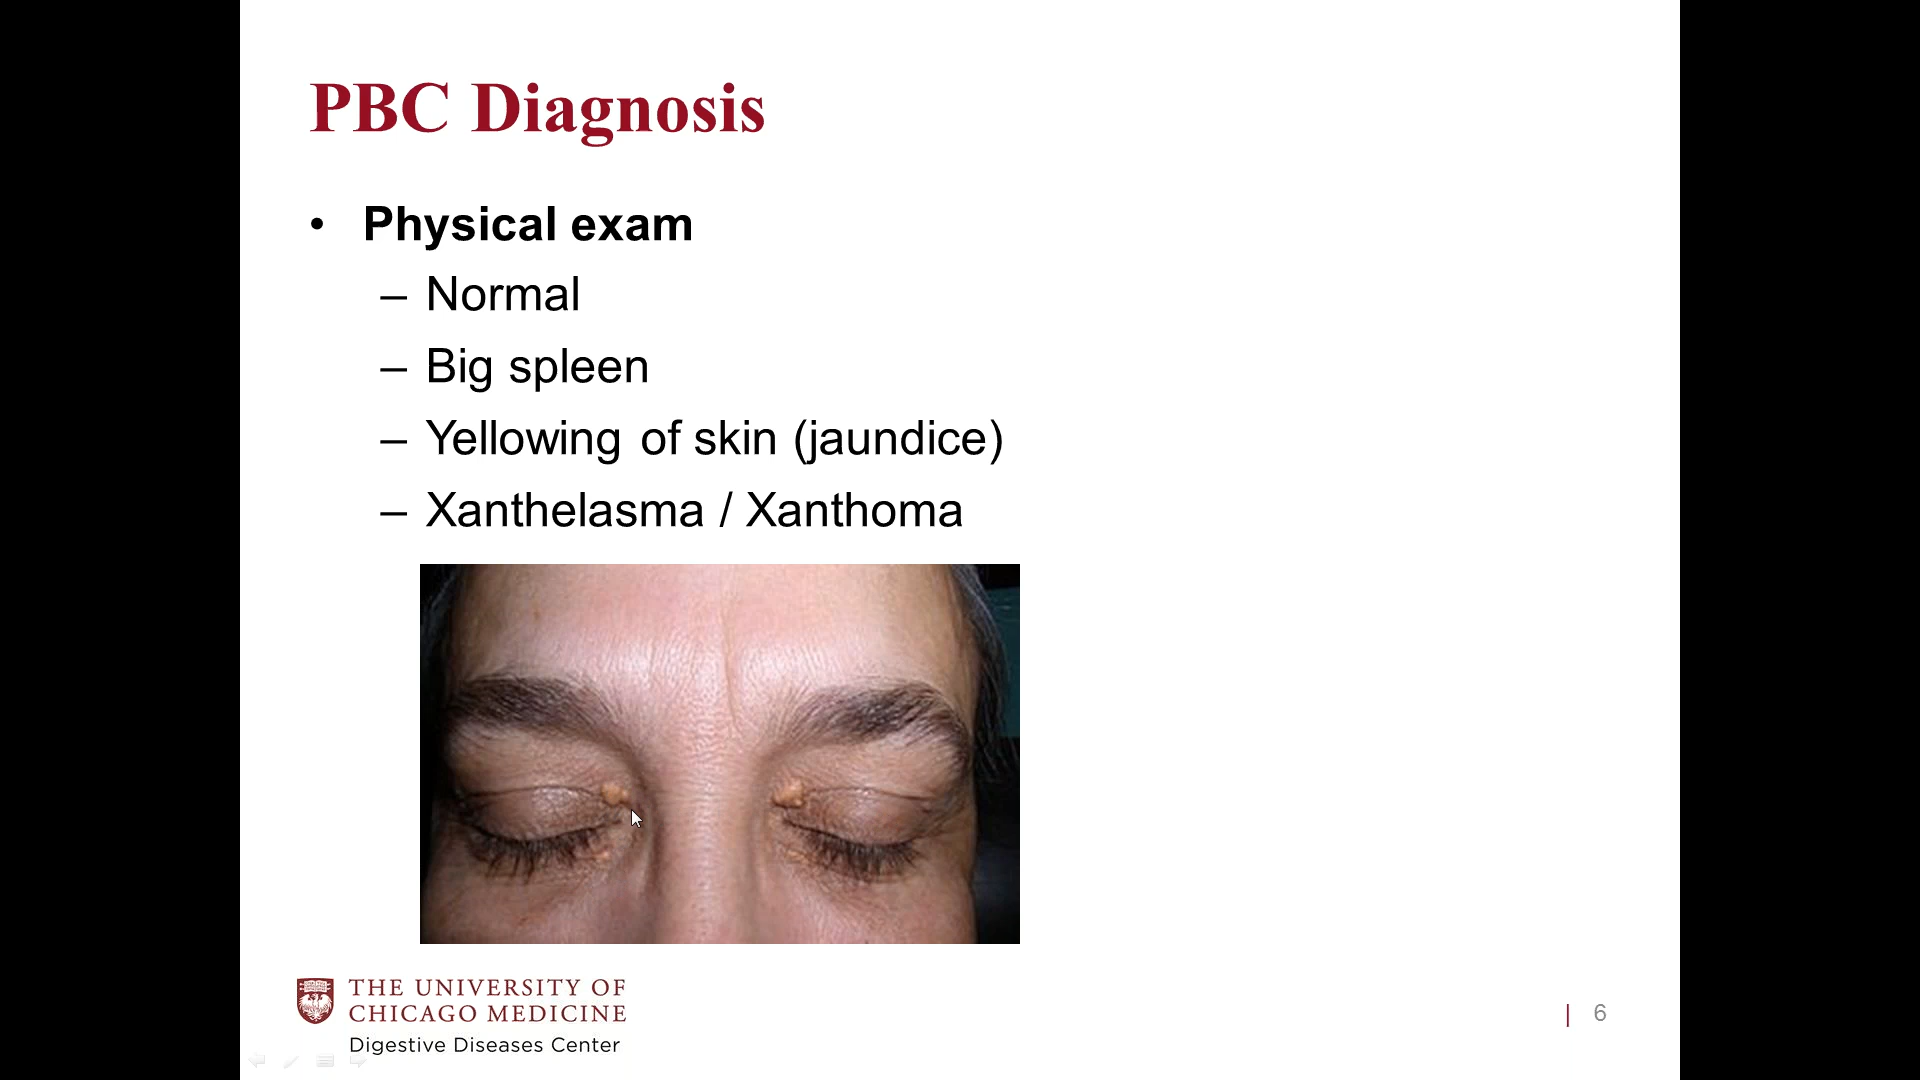 PBC Diagnosis
• Physical exam
– Normal
– Big spleen
– Yellowing of skin (jaundice)
– Xanthelasma / Xanthoma
THE UNIVERSITY OF
CHICAGO MEDICINE
Digestive Diseases Center
| 6